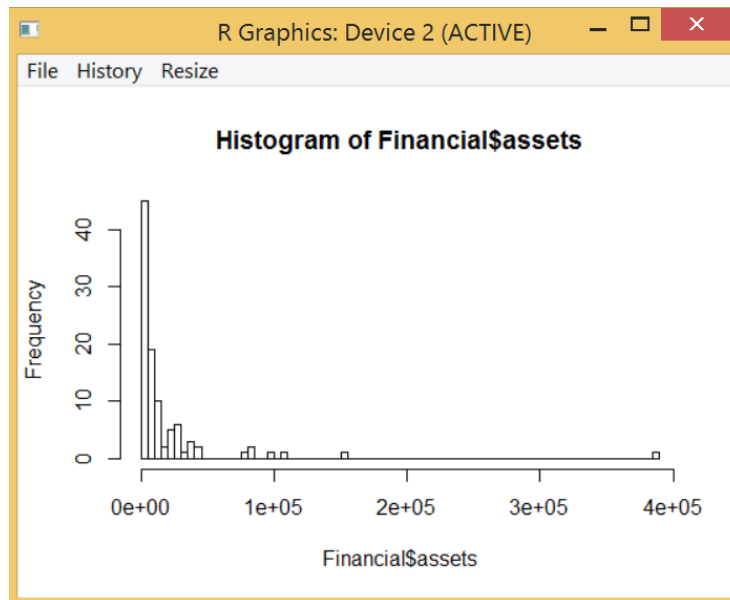 R Graphics: Device 2 (ACTIVE)
File History Resize
Histogram of Financial$assets
Frequency
40
30
20
10
0
0e+00 1e+05 2e+05 3e+05 4e+05
Financial$assets